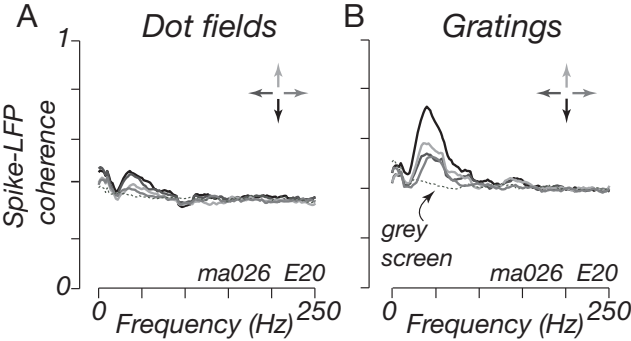 A Dot fields
B Gratings
1
Spike-LFP
coherence
grey
screen
ma026 E20
ma026 E20
0
0 250
Frequency (Hz)
0 250
Frequency (Hz)